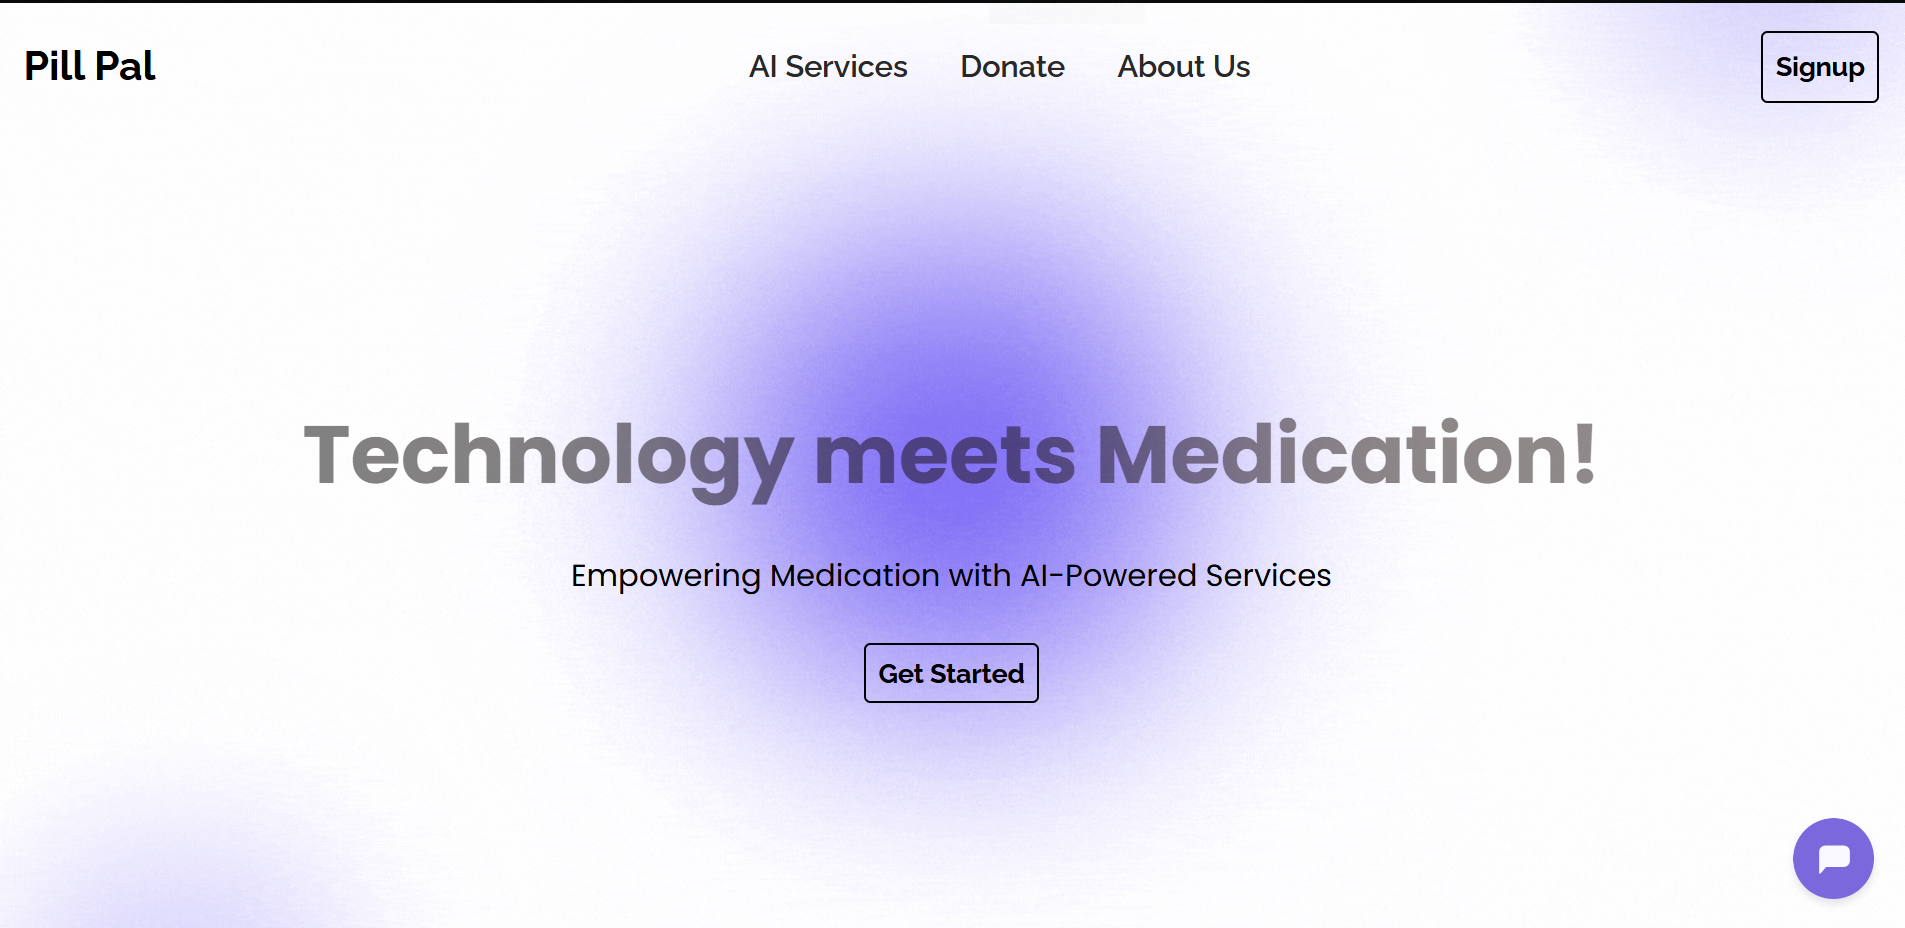 Pill Pal
AI Services
Donate
About Us
Signup
Technology meets Medication!
Empowering Medication with AI-Powered Services
Get Started